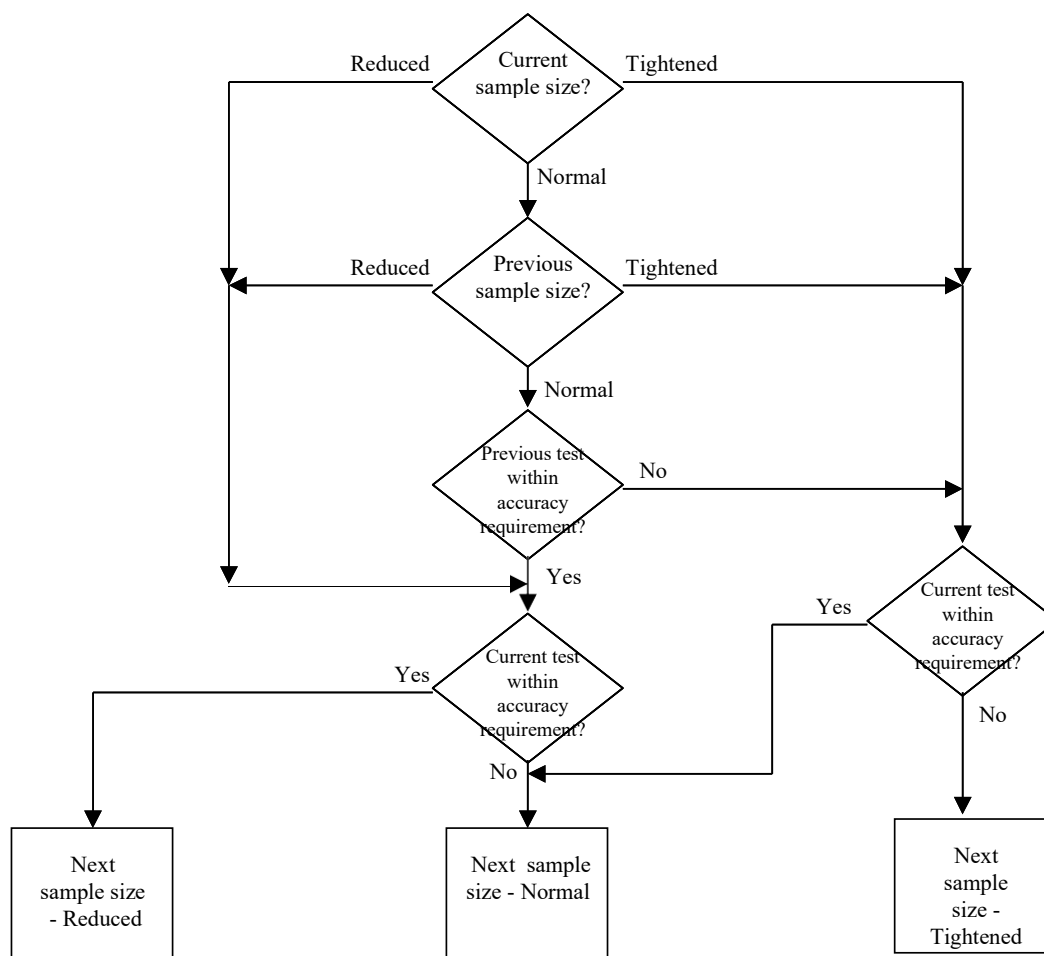 Reduced
Current
sample size?
Tightened
Normal
Reduced
Previous
sample size?
Tightened
Normal
Previous test
within
accuracy
requirement?
No
Yes
Yes
Current test
within
accuracy
requirement?
Yes
Current test
within
accuracy
requirement?
No
No
Next
sample size
- Reduced
Next sample
size - Normal
Next
sample
size -
Tightened